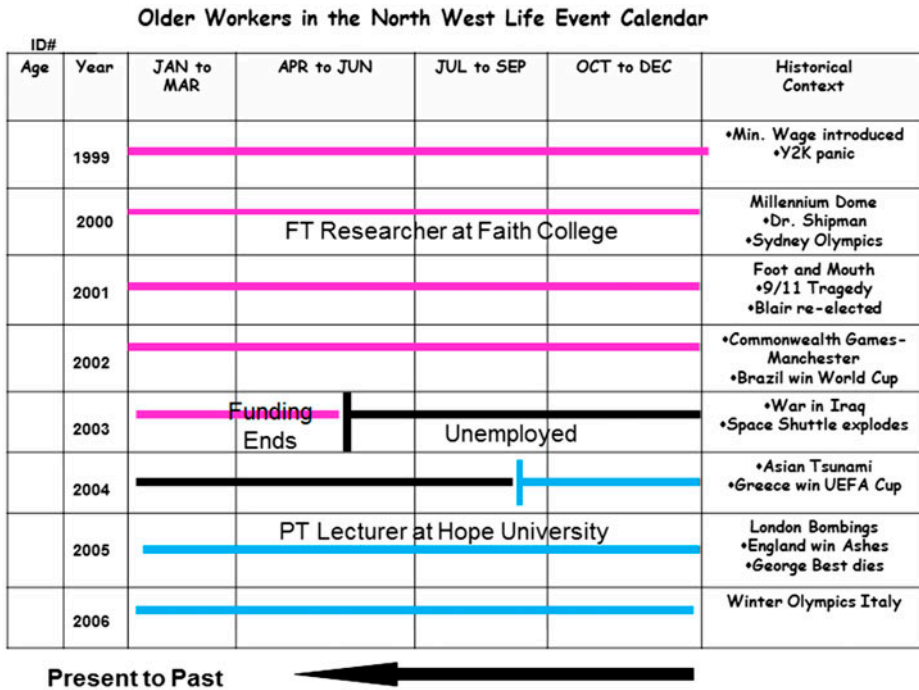 Older Workers in the North West Life Event Calendar
ID#
Age Year JAN to MAR APR to JUN JUL to SEP OCT to DEC Historical Context
1999
♦Min. Wage introduced
♦Y2K panic
2000
FT Researcher at Faith College
Millennium Dome
♦Dr. Shipman
♦Sydney Olympics
2001
Foot and Mouth
♦9/11 Tragedy
♦Blair re-elected
2002
♦Commonwealth Games-
Manchester
♦Brazil win World Cup
2003
Funding
Ends
Unemployed
♦War in Iraq
♦Space Shuttle explodes
2004
♦Asian Tsunami
♦Greece win UEFA Cup
2005
PT Lecturer at Hope University
London Bombings
♦England win Ashes
♦George Best dies
2006
Winter Olympics Italy
Present to Past